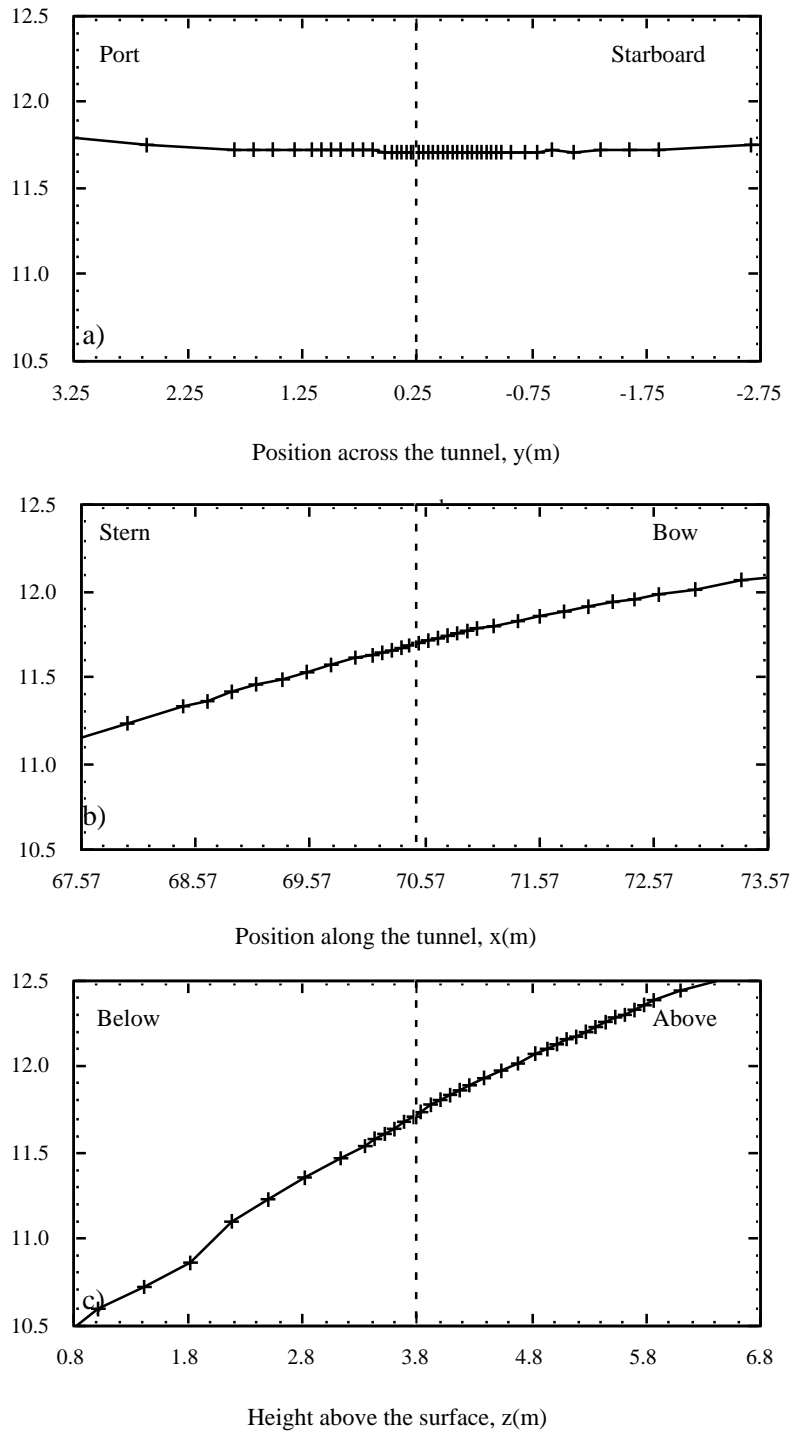 12.5
Port Starboard
12.0
11.5
11.0
a)
10.5
3.25 2.25 1.25 0.25 -0.75 -1.75 -2.75
Position across the tunnel, y(m)
12.5
Stern Bow
12.0
11.5
11.0
b)
10.5
67.57 68.57 69.57 70.57 71.57 72.57 73.57
Position along the tunnel, x(m)
12.5
Below Above
12.0
11.5
11.0
c)
10.5
0.8 1.8 2.8 3.8 4.8 5.8 6.8
Height above the surface, z(m)